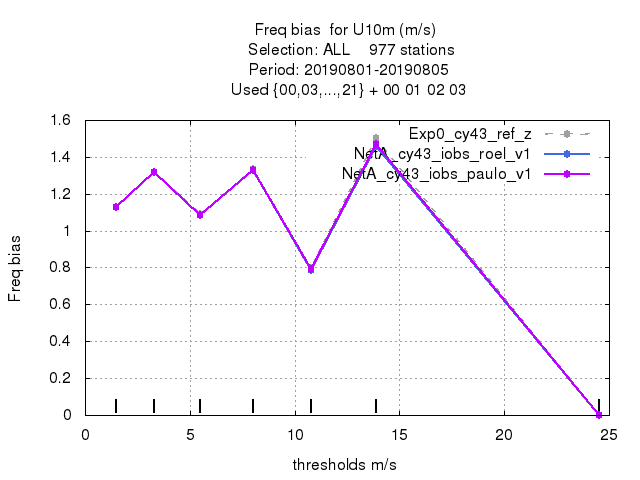 Freq bias  for U10m (m/s)
Selection: ALL    977 stations
Period: 20190801-20190805
Used {00,03,...,21} + 00 01 02 03
1.6
1.4
1.2
1
0.8
0.6
0.4
0.2
0
Freq bias
Exp0_cy43_ref_z
NetA_cy43_iobs_roel_v1
NetA_cy43_iobs_paulo_v1
0 5 10 15 20 25
thresholds m/s